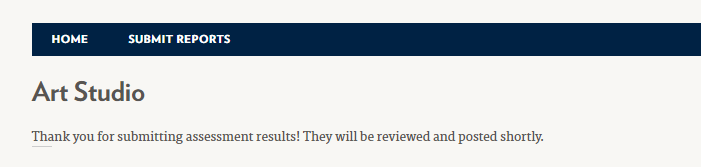 HOME SUBMIT REPORTS
Art Studio
Thank you for submitting assessment results! They will be reviewed and posted shortly.